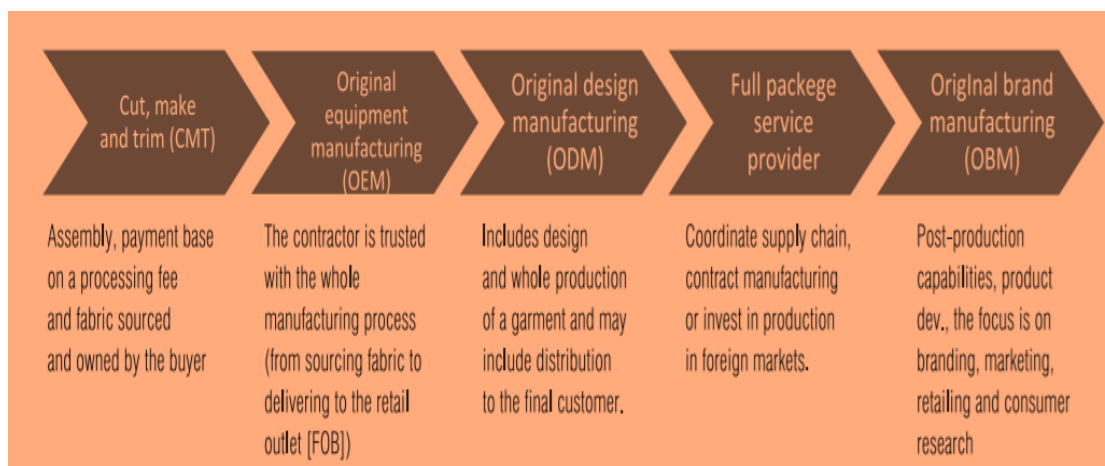 Cut, make
and trim (CMT)
Original
equipment
manufacturing
(OEM)
Original design
manufacturing
(ODM)
Full packege
service
provider
OrigInal brand
manufacturing
(OBM)
Assembly, payment base
on a processing fee
and fabric sourced
and owned by the buyer
The contractor is trusted
with the whole
manufacturing process
(from sourcing fabric to
delivering to the retail
outlet [FOB])
Includes design
and whole production
of a garment and may
include distribution
to the final customer.
Coordinate supply chain,
contract manufacturing
or invest in production
in foreign markets.
Post-production
capabilities, product
dev., the focus is on
branding, marketing,
retailing and consumer
research